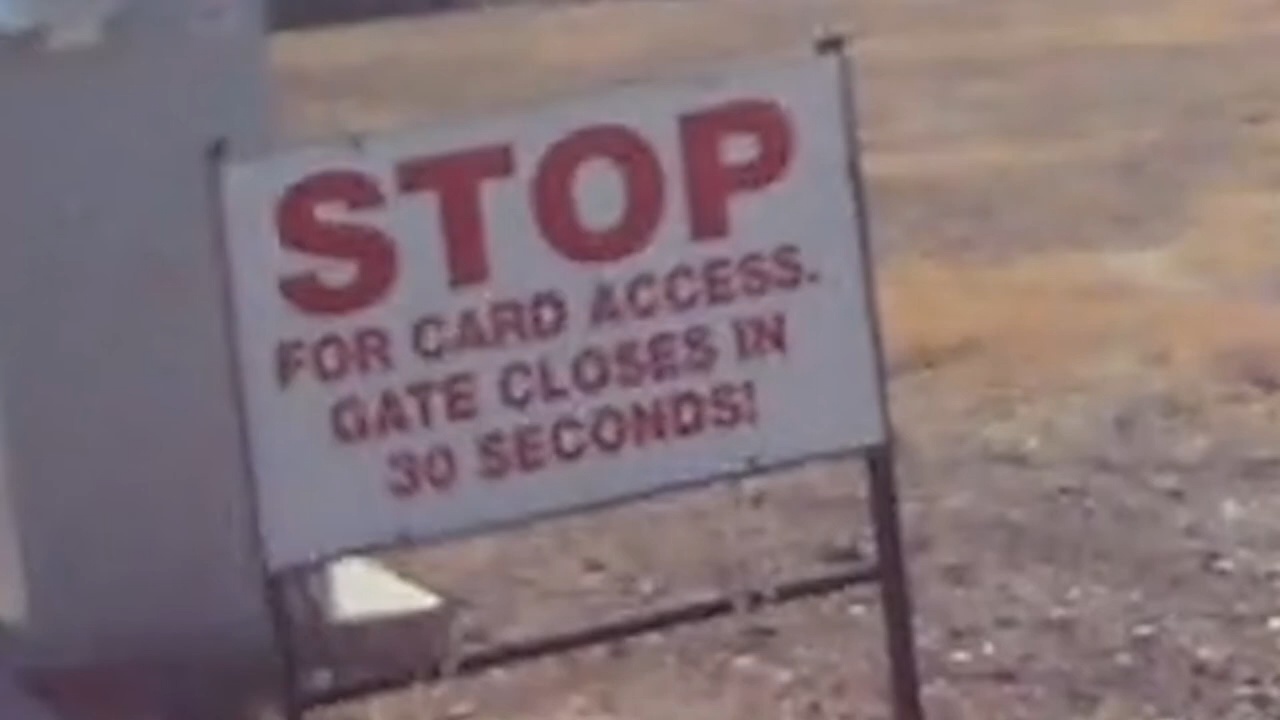 STOP
FOR CARD ACCESS.
GATE CLOSES IN
30 SECONDS!